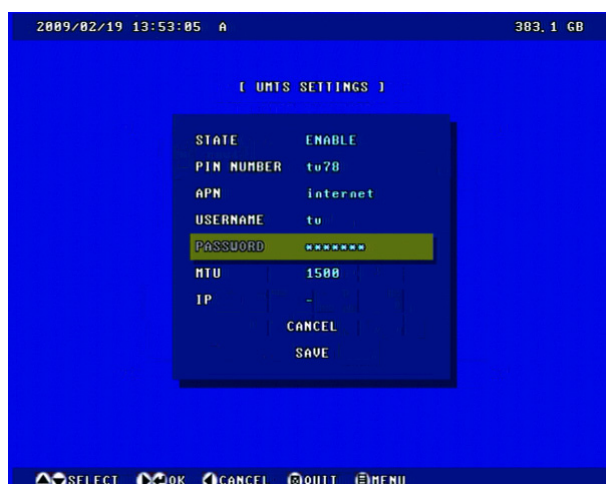 2009/02/19 13:53:05 A 383.1 GB
[ UMTS SETTINGS ]
STATE ENABLE
PIN NUMBER tu78
APN internet
USERNAME tu
PASSWORD *******
MTU 1500
IP -
CANCEL
SAVE
SELECT OK CANCEL QUIT MENU